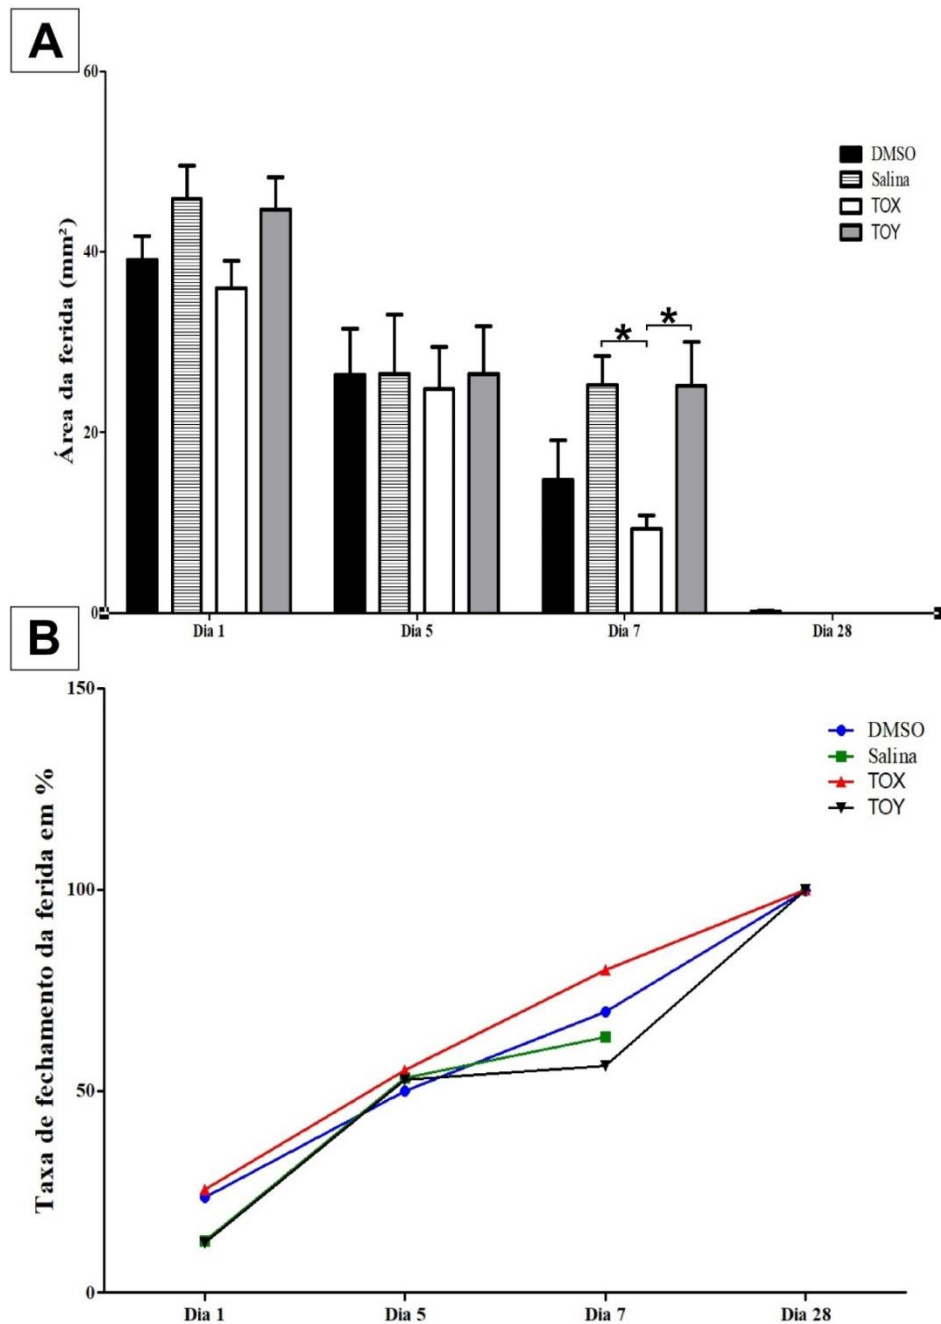 A
60
40
20
0
Área da ferida (mm²)
DMSO
Salina
TOX
TOY
*
*
Dia 1
Dia 5
Dia 7
Dia 28
B
150
100
50
0
Taxa de fechamento da ferida em %
DMSO
Salina
TOX
TOY
Dia 1
Dia 5
Dia 7
Dia 28